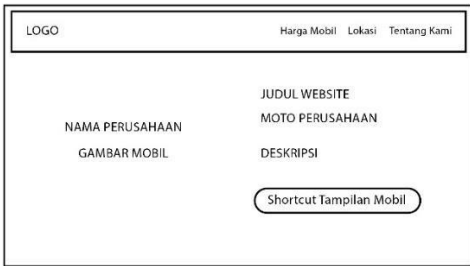 LOGO
Harga Mobil Lokasi Tentang Kami
NAMA PERUSAHAAN
GAMBAR MOBIL
JUDUL WEBSITE
MOTO PERUSAHAAN
DESKRIPSI
Shortcut Tampilan Mobil